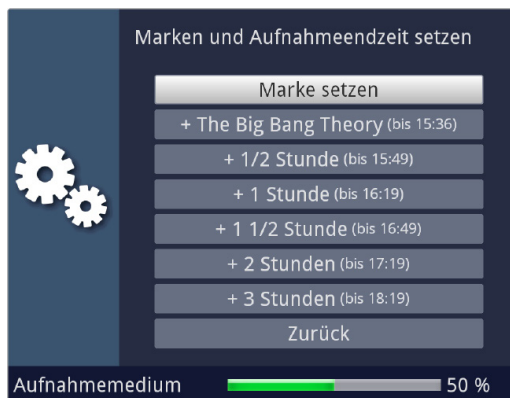 Marken und Aufnahmeendzeit setzen
Marke setzen
+ The Big Bang Theory (bis 15:36)
+ 1/2 Stunde (bis 15:49)
+ 1 Stunde (bis 16:19)
+ 1 1/2 Stunde (bis 16:49)
+ 2 Stunden (bis 17:19)
+ 3 Stunden (bis 18:19)
Zurück
Aufnahmemedium 50 %